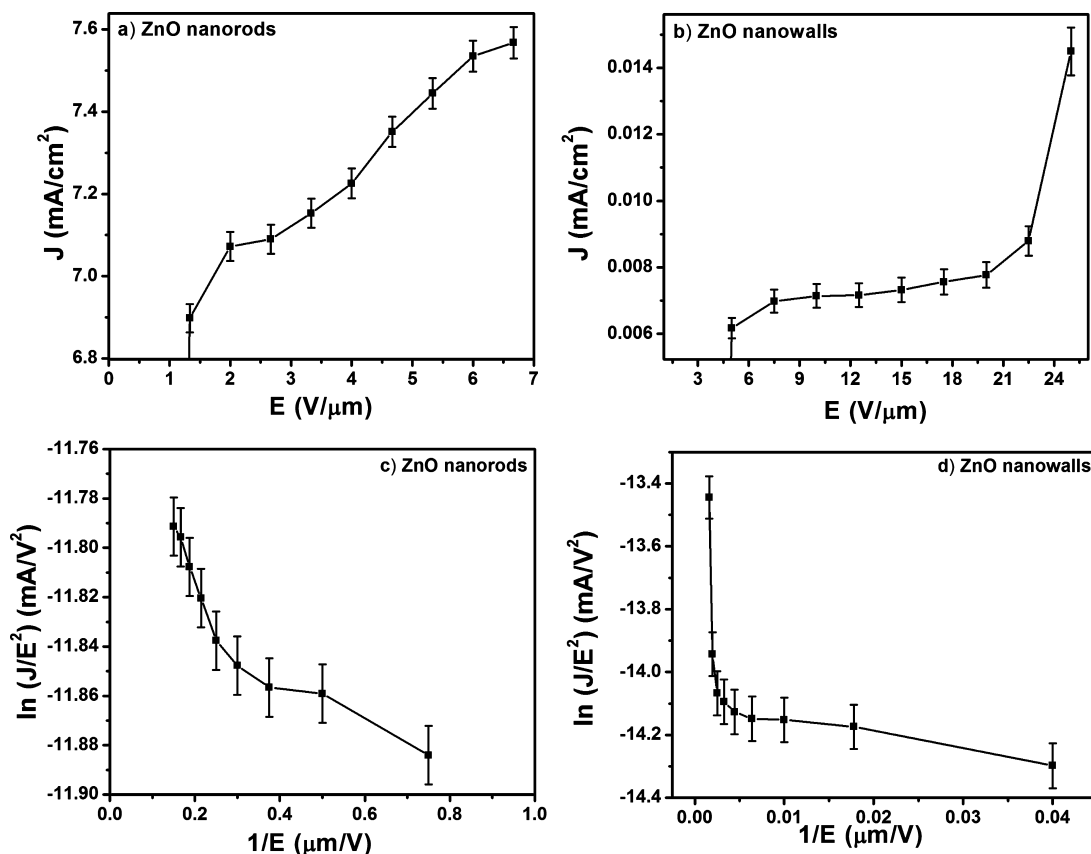 a) ZnO nanorods
7.6
7.4
7.2
7.0
6.8
J (mA/cm²)
0 1 2 3 4 5 6 7
E (V/μm)
b) ZnO nanowalls
0.014
0.012
0.010
0.008
0.006
J (mA/cm²)
3 6 9 12 15 18 21 24
E (V/μm)
c) ZnO nanorods
-11.76
-11.78
-11.80
-11.82
-11.84
-11.86
-11.88
-11.90
ln (J/E²) (mA/V²)
0.0 0.2 0.4 0.6 0.8 1.0
1/E (μm/V)
d) ZnO nanowalls
-13.4
-13.6
-13.8
-14.0
-14.2
-14.4
ln (J/E²) (mA/V²)
0.00 0.01 0.02 0.03 0.04
1/E (μm/V)